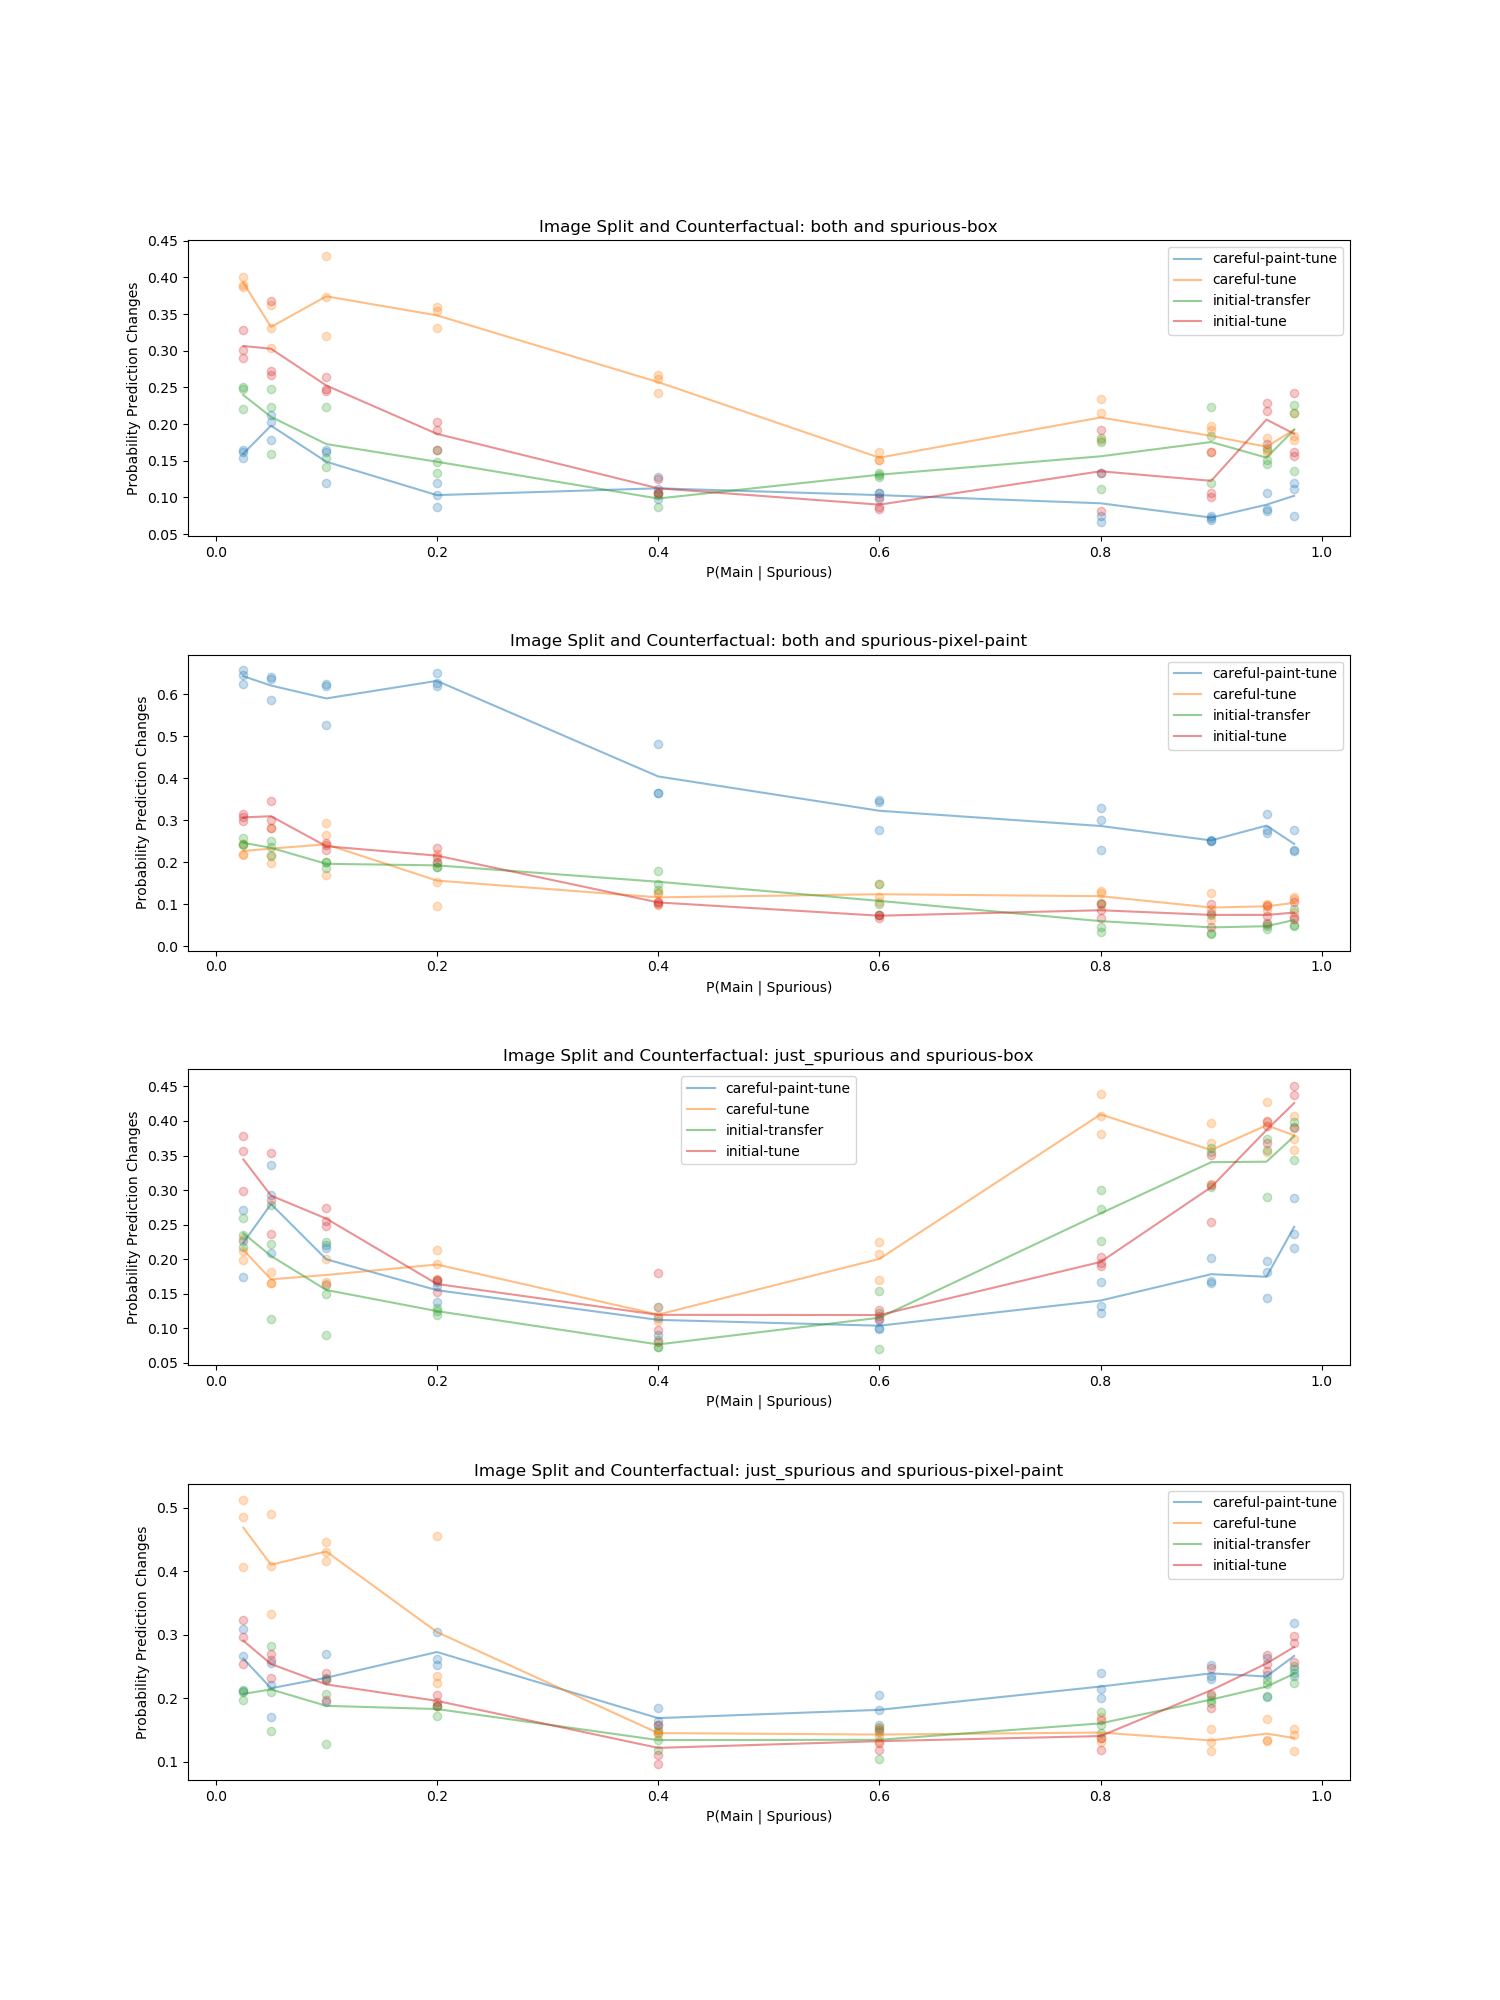 Image Split and Counterfactual: both and spurious-box
Probability Prediction Changes
0.45
0.40
0.35
0.30
0.25
0.20
0.15
0.10
0.05
careful-paint-tune
careful-tune
initial-transfer
initial-tune
0.0 0.2 0.4 0.6 0.8 1.0
P(Main | Spurious)
Image Split and Counterfactual: both and spurious-pixel-paint
Probability Prediction Changes
0.6
0.5
0.4
0.3
0.2
0.1
0.0
careful-paint-tune
careful-tune
initial-transfer
initial-tune
0.0 0.2 0.4 0.6 0.8 1.0
P(Main | Spurious)
Image Split and Counterfactual: just_spurious and spurious-box
Probability Prediction Changes
0.45
0.40
0.35
0.30
0.25
0.20
0.15
0.10
0.05
careful-paint-tune
careful-tune
initial-transfer
initial-tune
0.0 0.2 0.4 0.6 0.8 1.0
P(Main | Spurious)
Image Split and Counterfactual: just_spurious and spurious-pixel-paint
Probability Prediction Changes
0.5
0.4
0.3
0.2
0.1
careful-paint-tune
careful-tune
initial-transfer
initial-tune
0.0 0.2 0.4 0.6 0.8 1.0
P(Main | Spurious)